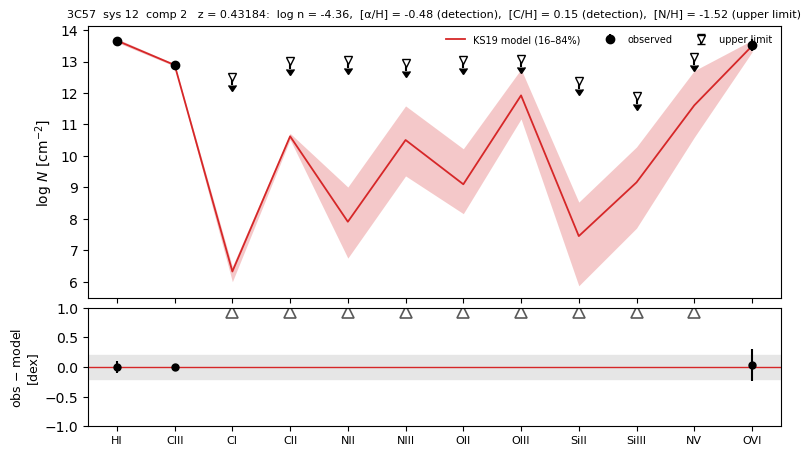 3C57  sys 12  comp 2   z = 0.43184:  log n = -4.36,  [α/H] = -0.48 (detection),  [C/H] = 0.15 (detection),  [N/H] = -1.52 (upper limit)
KS19 model (16–84%)
observed
upper limit
14
13
12
11
10
9
8
7
6
log N [cm⁻²]
1.0
0.5
0.0
−0.5
−1.0
obs − model
[dex]
HI CIII CI CII NII NIII OII OIII SiII SiIII NV OVI